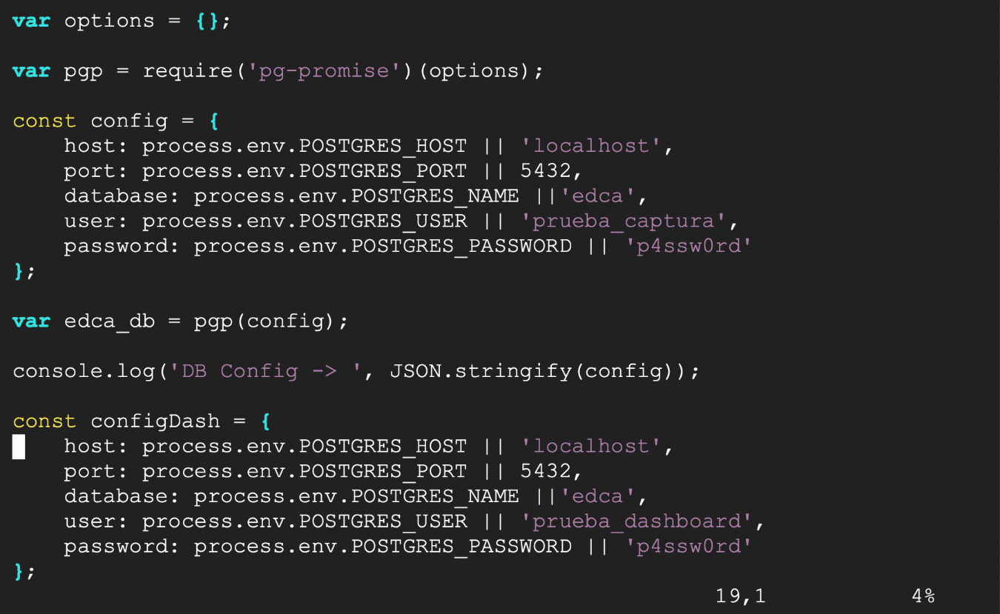 var options = {};
var pgp = require('pg-promise')(options);
const config = {
    host: process.env.POSTGRES_HOST || 'localhost',
    port: process.env.POSTGRES_PORT || 5432,
    database: process.env.POSTGRES_NAME ||'edca',
    user: process.env.POSTGRES_USER || 'prueba_captura',
    password: process.env.POSTGRES_PASSWORD || 'p4ssw0rd'
};
var edca_db = pgp(config);
console.log('DB Config -> ', JSON.stringify(config));
const configDash = {
    host: process.env.POSTGRES_HOST || 'localhost',
    port: process.env.POSTGRES_PORT || 5432,
    database: process.env.POSTGRES_NAME ||'edca',
    user: process.env.POSTGRES_USER || 'prueba_dashboard',
    password: process.env.POSTGRES_PASSWORD || 'p4ssw0rd'
};
19,1 4%